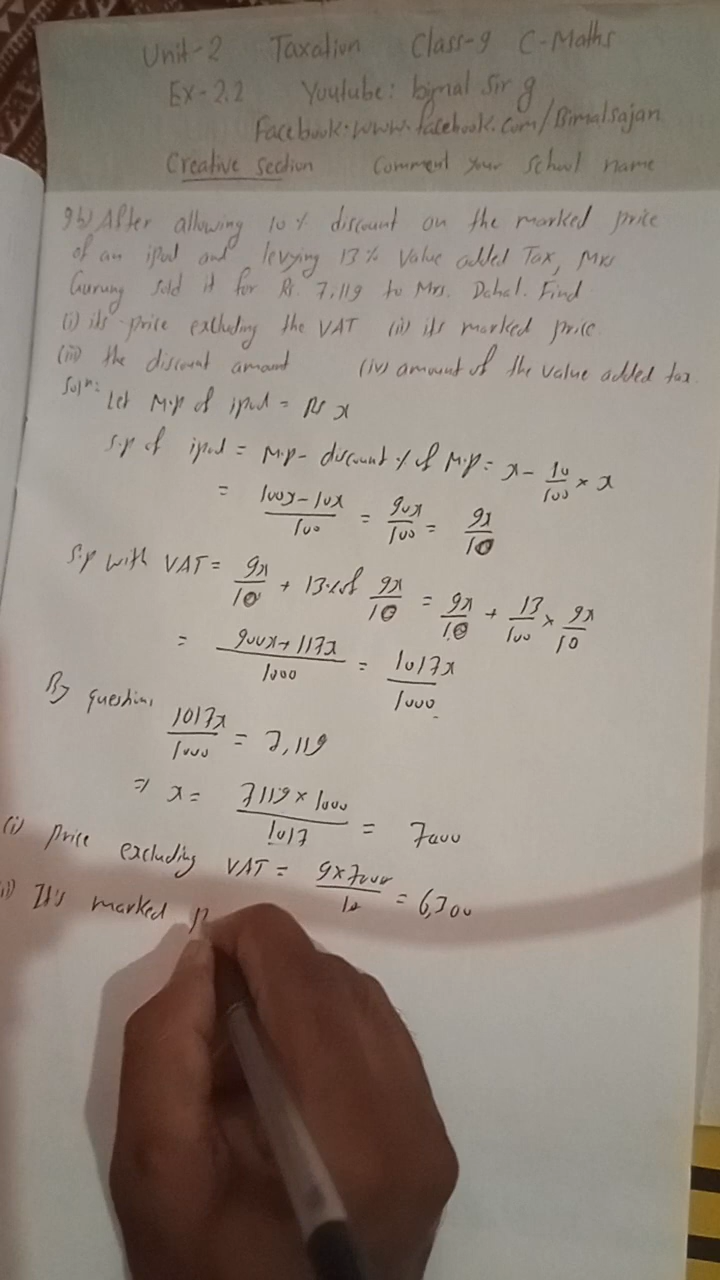 Unit-2 Taxation Class-9 C-Maths
Ex-2.2 Youtube: bimal sir g
Facebook:www.facebook.com/Bimalsajan
Creative section Comment your school name
9b) After allowing 10% discount on the marked price
of an ipad and levying 13% Value added Tax, Mrs
Gurung sold it for Rs. 7,119 to Mrs. Dahal. Find
(i) its price excluding the VAT (ii) its marked price
(iii) the discount amount (iv) amount of the value added tax.
Solⁿ: Let M.p of ipad = Rs x
S.p of ipad = M.p - discount % of M.p = x - 10/100 × x
= 100x-10x/100 = 90x/100 = 9x/10
S.p with VAT = 9x/10 + 13% of 9x/10 = 9x/10 + 13/100 × 9x/10
= 900x+117x/1000 = 1017x/1000
By question,
1017x/1000 = 7,119
⇒ x = 7119×1000/1017 = 7000
(i) price excluding VAT = 9×7000/10 = 6,300
(ii) It's marked p